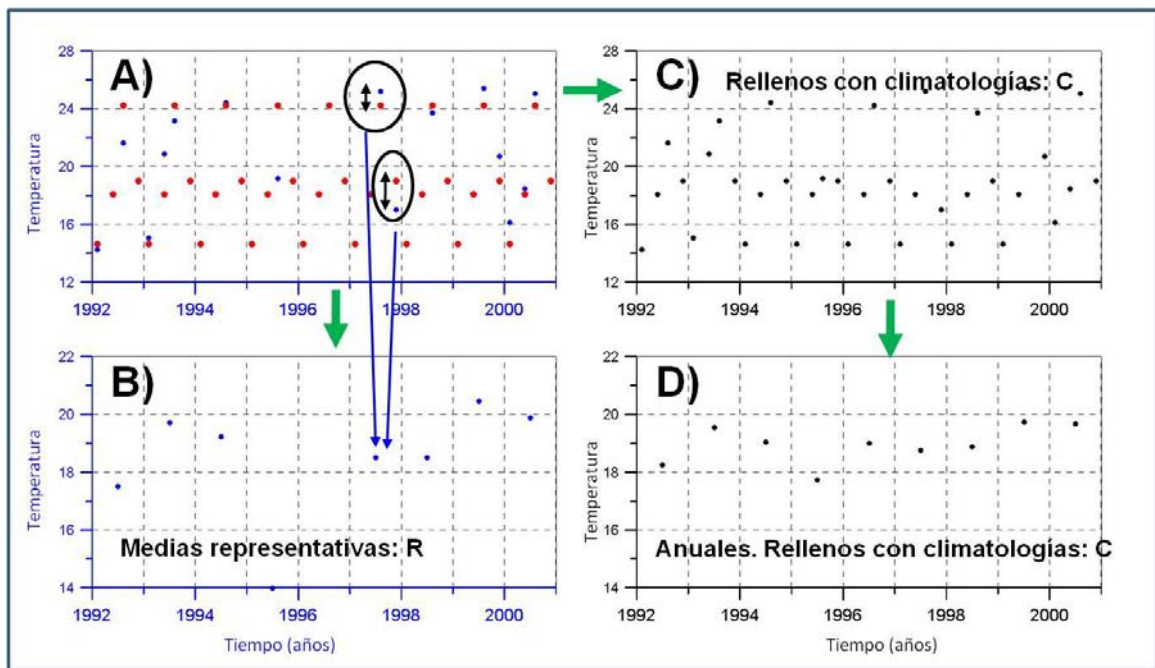 A)
28
24
20
16
12
Temperatura
1992 1994 1996 1998 2000
C)
Rellenos con climatologías: C
28
24
20
16
12
Temperatura
1992 1994 1996 1998 2000
B)
22
20
18
16
14
Temperatura
Medias representativas: R
1992 1994 1996 1998 2000
Tiempo (años)
D)
22
20
18
16
14
Temperatura
Anuales. Rellenos con climatologías: C
1992 1994 1996 1998 2000
Tiempo (años)